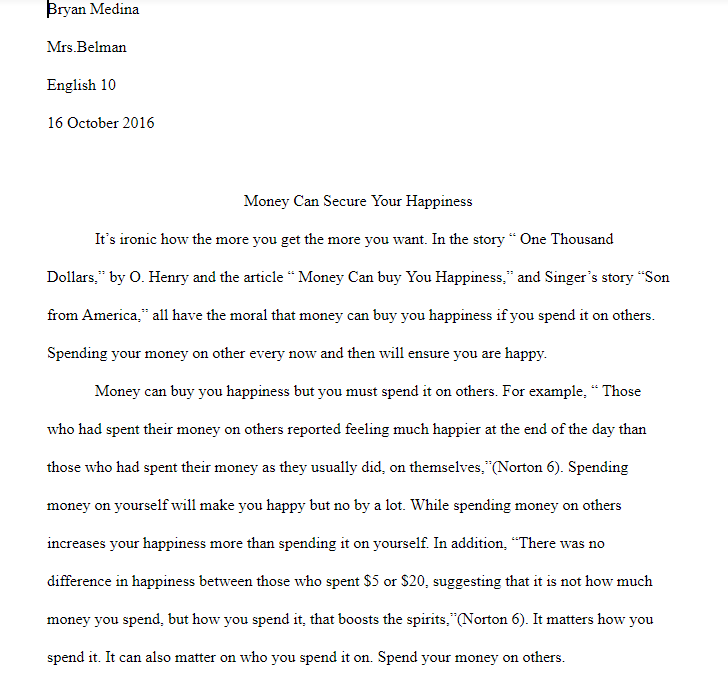 Bryan Medina
Mrs.Belman
English 10
16 October 2016
Money Can Secure Your Happiness
It’s ironic how the more you get the more you want. In the story “ One Thousand
Dollars,” by O. Henry and the article “ Money Can buy You Happiness,” and Singer’s story “Son
from America,” all have the moral that money can buy you happiness if you spend it on others.
Spending your money on other every now and then will ensure you are happy.
Money can buy you happiness but you must spend it on others. For example, “ Those
who had spent their money on others reported feeling much happier at the end of the day than
those who had spent their money as they usually did, on themselves,”(Norton 6). Spending
money on yourself will make you happy but no by a lot. While spending money on others
increases your happiness more than spending it on yourself. In addition, “There was no
difference in happiness between those who spent $5 or $20, suggesting that it is not how much
money you spend, but how you spend it, that boosts the spirits,”(Norton 6). It matters how you
spend it. It can also matter on who you spend it on. Spend your money on others.